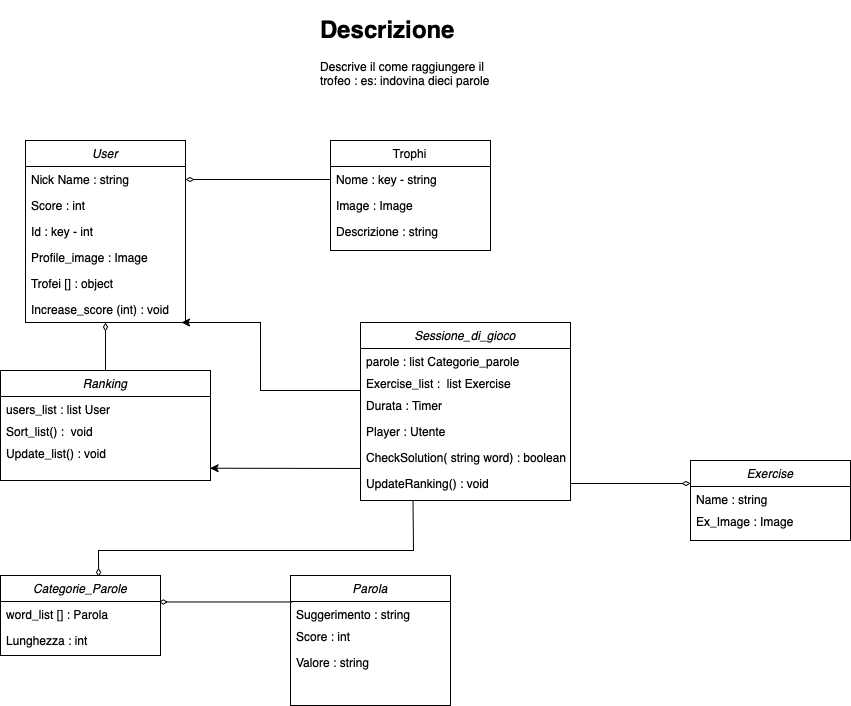 Descrizione
Descrive il come raggiungere il
trofeo : es: indovina dieci parole
User
Nick Name : string
Score : int
Id : key - int
Profile_image : Image
Trofei [] : object
Increase_score (int) : void
Trophi
Nome : key - string
Image : Image
Descrizione : string
Ranking
users_list : list User
Sort_list() : void
Update_list() : void
Sessione_di_gioco
parole : list Categorie_parole
Exercise_list : list Exercise
Durata : Timer
Player : Utente
CheckSolution( string word) : boolean
UpdateRanking() : void
Exercise
Name : string
Ex_Image : Image
Categorie_Parole
word_list [] : Parola
Lunghezza : int
Parola
Suggerimento : string
Score : int
Valore : string